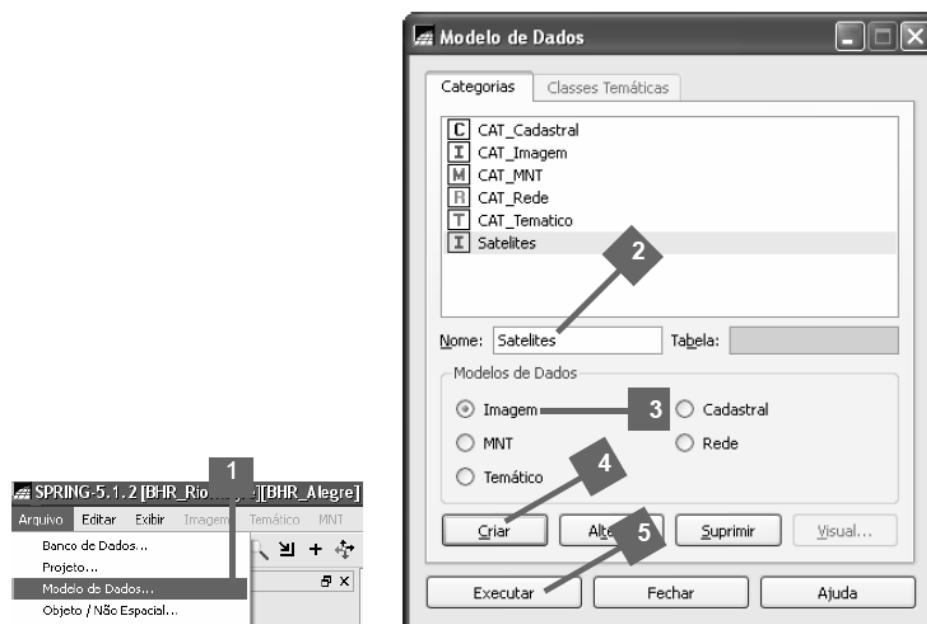 1
SPRING-5.1.2 [BHR_Rio [BHR_Alegre]
Arquivo Editar Exibir Imagem Temático MNT
Banco de Dados...
Projeto...
Modelo de Dados...
Objeto / Não Espacial...
Modelo de Dados
Categorias Classes Temáticas
C CAT_Cadastral
I CAT_Imagem
M CAT_MNT
R CAT_Rede
T CAT_Tematico
I Satelites
2
Nome: Satelites Tabela:
Modelos de Dados
Imagem 3 Cadastral
MNT Rede
Temático 4
Criar 5 Suprimir Visual...
Executar Fechar Ajuda